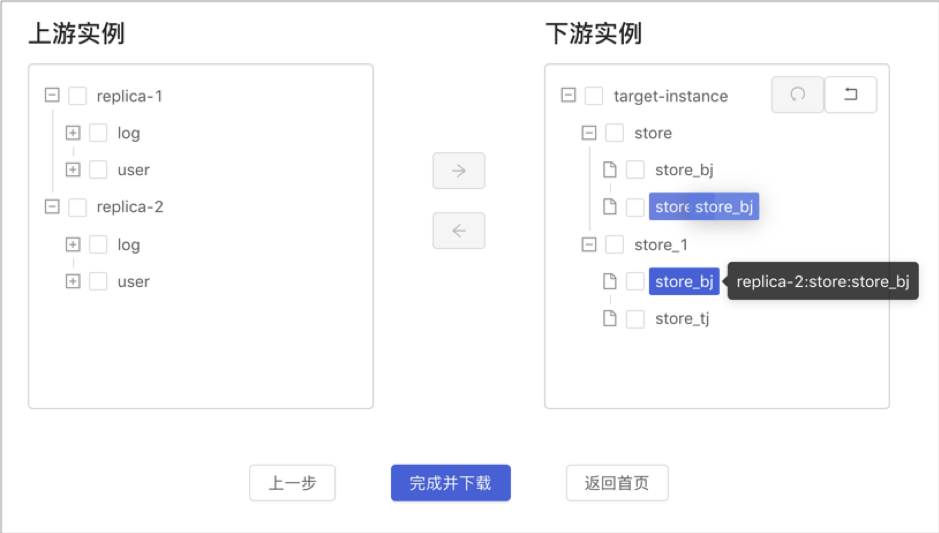 上游实例
下游实例
replica-1
log
user
replica-2
log
user
target-instance
store
store_bj
store store_bj
store_1
store_bj
replica-2:store:store_bj
store_tj
上一步
完成并下载
返回首页